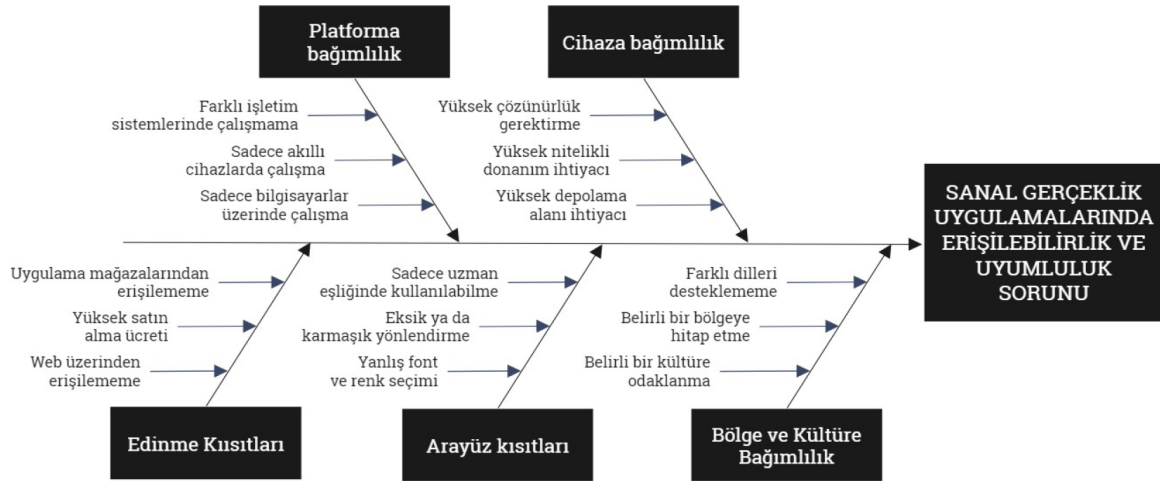 Platforma
bağımlılık
Cihaza bağımlılık
Farklı işletim
sistemlerinde çalışmama
Sadece akıllı
cihazlarda çalışma
Sadece bilgisayarlar
üzerinde çalışma
Yüksek çözünürlük
gerektirme
Yüksek nitelikli
donanım ihtiyacı
Yüksek depolama
alanı ihtiyacı
SANAL GERÇEKLİK
UYGULAMALARINDA
ERİŞİLEBİLİRLİK VE
UYUMLULUK
SORUNU
Uygulama mağazalarından
erişilememe
Yüksek satın
alma ücreti
Web üzerinden
erişilememe
Sadece uzman
eşliğinde kullanılabilme
Eksik ya da
karmaşık yönlendirme
Yanlış font
ve renk seçimi
Farklı dilleri
desteklememe
Belirli bir bölgeye
hitap etme
Belirli bir kültüre
odaklanma
Edinme Kıısıtları
Arayüz kısıtları
Bölge ve Kültüre
Bağımlılık